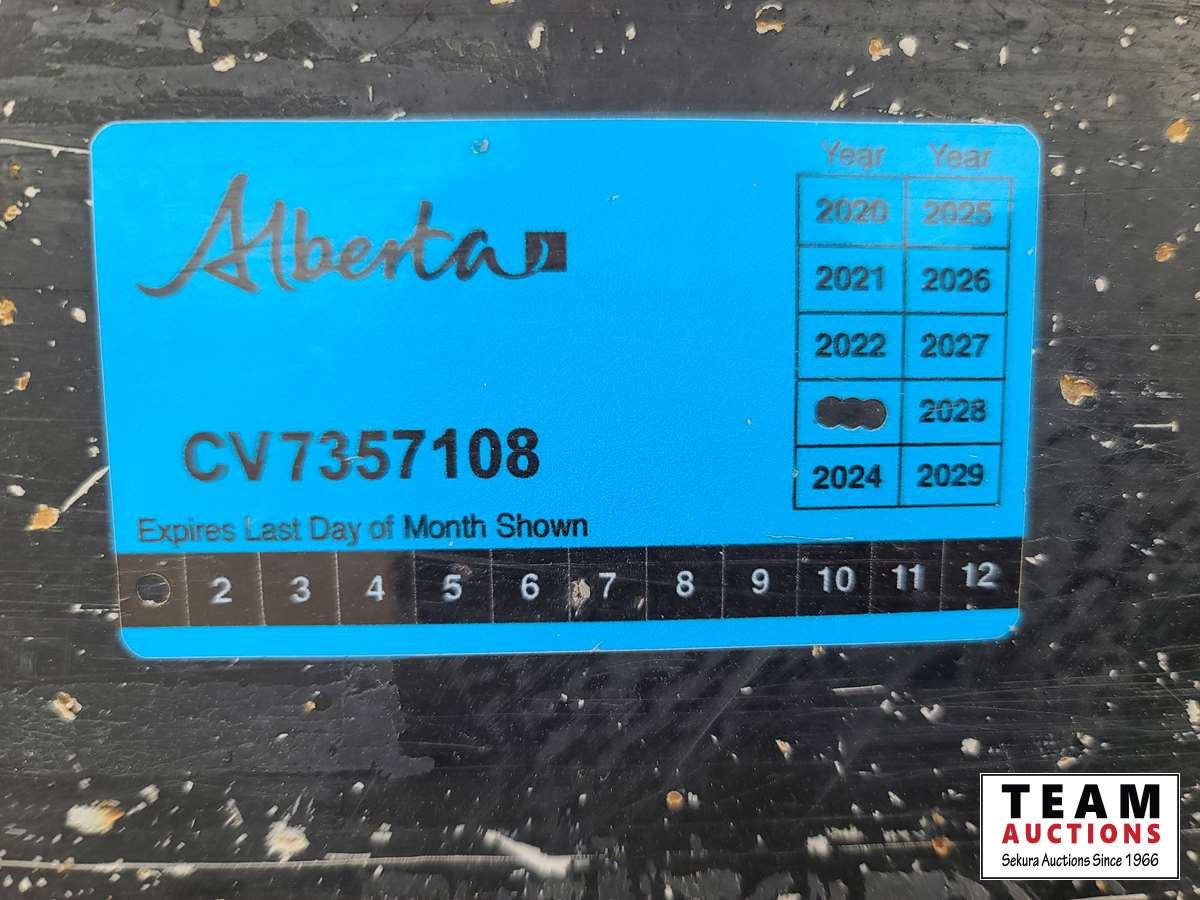 Alberta
Year Year
2020 2025
2021 2026
2022 2027
2028
2024 2029
CV7357108
Expires Last Day of Month Shown
2 3 4 5 6 7 8 9 10 11 12
TEAM
AUCTIONS
Sekura Auctions Since 1966